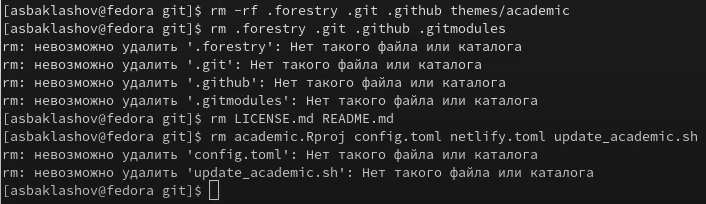 [asbaklashov@fedora git]$ rm -rf .forestry .git .github themes/academic
[asbaklashov@fedora git]$ rm .forestry .git .github .gitmodules
rm: невозможно удалить '.forestry': Нет такого файла или каталога
rm: невозможно удалить '.git': Нет такого файла или каталога
rm: невозможно удалить '.github': Нет такого файла или каталога
rm: невозможно удалить '.gitmodules': Нет такого файла или каталога
[asbaklashov@fedora git]$ rm LICENSE.md README.md
[asbaklashov@fedora git]$ rm academic.Rproj config.toml netlify.toml update_academic.sh
rm: невозможно удалить 'config.toml': Нет такого файла или каталога
rm: невозможно удалить 'update_academic.sh': Нет такого файла или каталога
[asbaklashov@fedora git]$